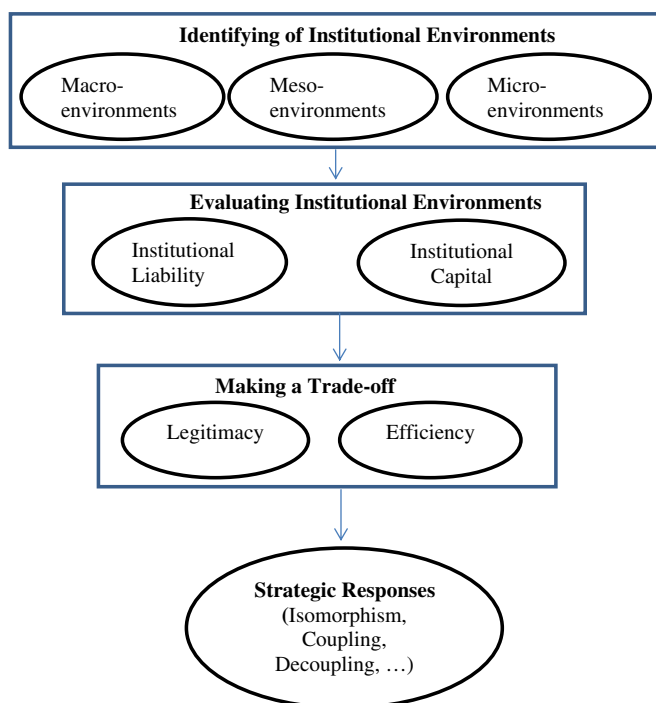 Identifying of Institutional Environments
Macro-
environments
Meso-
environments
Micro-
environments
Evaluating Institutional Environments
Institutional
Liability
Institutional
Capital
Making a Trade-off
Legitimacy
Efficiency
Strategic Responses
(Isomorphism,
Coupling,
Decoupling, …)